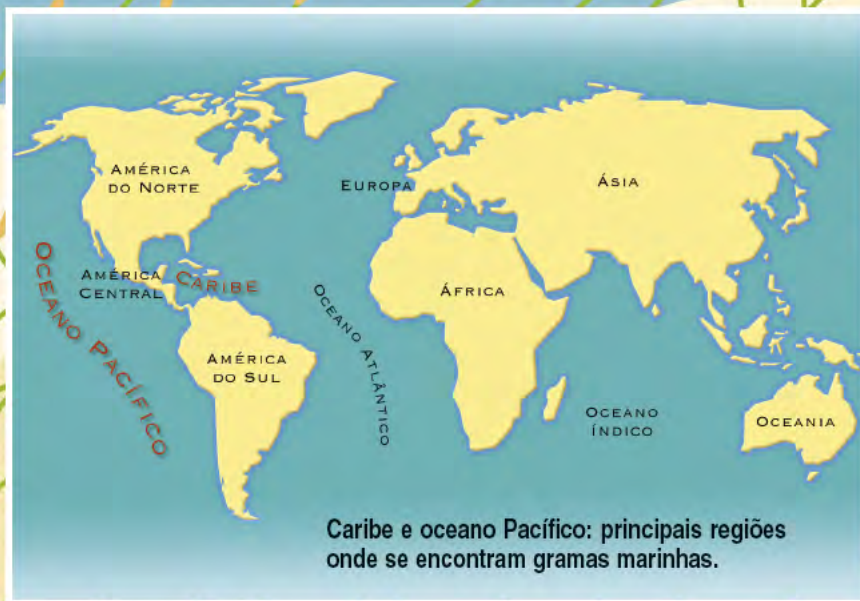 AMÉRICA
DO NORTE
EUROPA
ÁSIA
OCEANO PACÍFICO
AMÉRICA
CENTRAL
CARIBE
OCEANO ATLÂNTICO
ÁFRICA
AMÉRICA
DO SUL
OCEANO
ÍNDICO
OCEANIA
Caribe e oceano Pacífico: principais regiões
onde se encontram gramas marinhas.